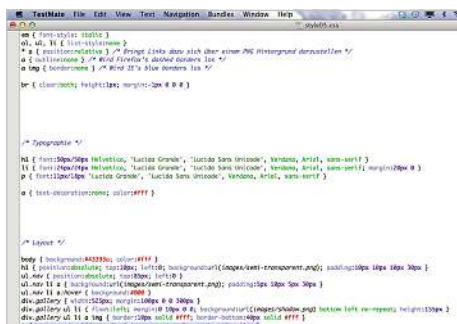 TextMate File Edit View Text Navigation Bundles Window Help
style05.css
em { font-style: italic }
ol, ul, li { list-style:none }
* a { position:relative } /* Bringt Links dazu sich über einem PNG Hintergrund darzustellen */
a { outline:none } /* Wird Firefox's dashed borders los */
a img { border:none } /* Wird IE's blue borders los */
br { clear:both; height:1px; margin:-1px 0 0 0 }
/* Typographie */
h1 { font:50px/50px Helvetica, 'Lucida Grande', 'Lucida Sans Unicode', Verdana, Arial, sans-serif }
li { font:24px/24px Helvetica, 'Lucida Grande', 'Lucida Sans Unicode', Verdana, Arial, sans-serif; margin:20px 0 }
p { font:11px/18px 'Lucida Grande', 'Lucida Sans Unicode', Verdana, Arial, sans-serif }
a { text-decoration:none; color:#fff }
/* Layout */
body { background: color:#fff }
h1 { position:absolute; top:20px; left:0; background:url(images/semi-transparent.png); padding:10px 10px 10px 30px }
ul.nav { position:absolute; top:85px; left:0 }
ul.nav li a { background:url(images/semi-transparent.png); padding:5px 10px 5px 30px }
ul.nav li a:hover { background:#000 }
div.gallery { width:525px; margin:100px 0 0 500px }
div.gallery ul li { float:left; margin:0 10px 0 0; background:url(images/shadow.png) bottom left no-repeat; height:155px }
div.gallery ul li a img { border:10px solid #fff; border-bottom:40px solid #fff }